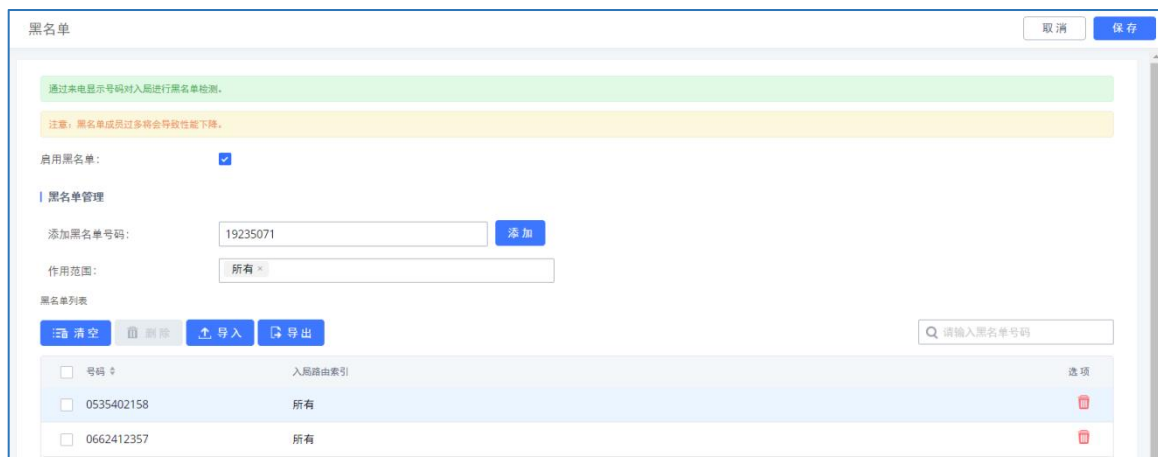 黑名单
取消
保存
通过来电显示号码对入局进行黑名单检测。
注意：黑名单成员过多将会导致性能下降。
启用黑名单：
黑名单管理
添加黑名单号码：
19235071
添加
作用范围：
所有 ×
黑名单列表
清空
删除
导入
导出
请输入黑名单号码
号码
入局路由索引
选项
0535402158
所有
0662412357
所有